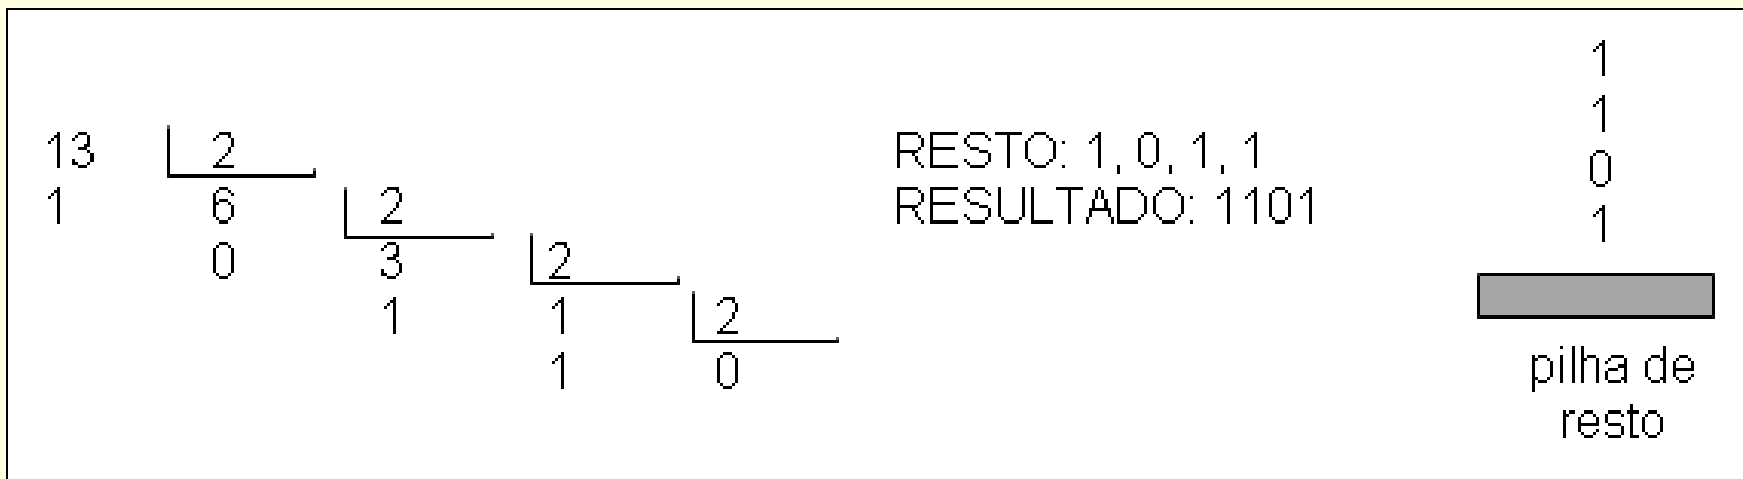 13 2
1 6 2
0 3 2
1 1 2
1 0
RESTO: 1, 0, 1, 1
RESULTADO: 1101
1
1
0
1
pilha de
resto